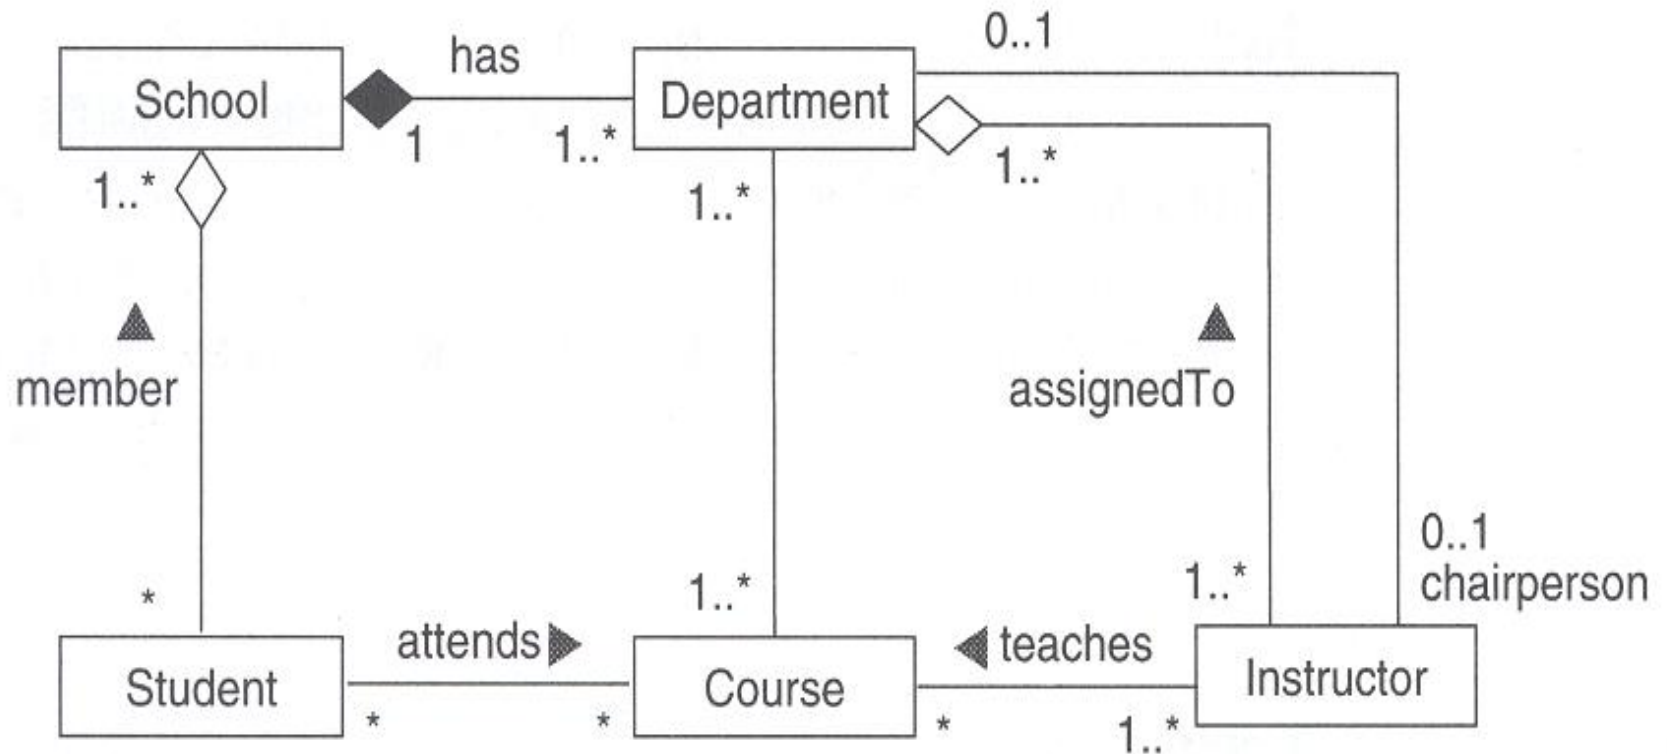 0..1
has
School
Department
1
1..*
1..*
1..*
1..*
member
assignedTo
0..1
chairperson
*
1..*
1..*
attends
teaches
Student
Course
Instructor
*
*
*
1..*